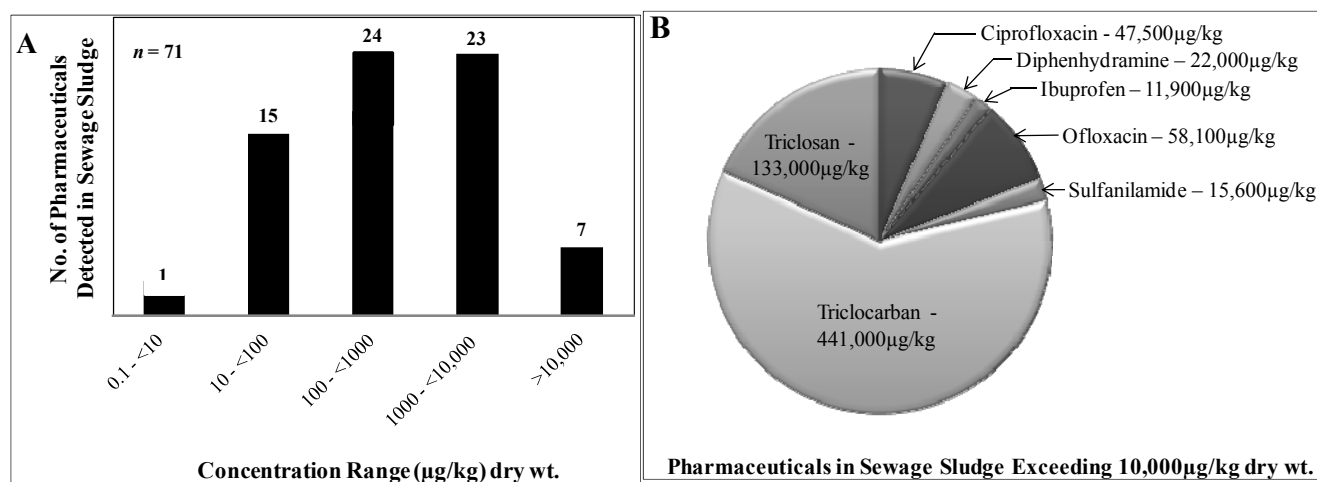 A
n = 71
No. of Pharmaceuticals
Detected in Sewage Sludge
1
15
24
23
7
0.1 - <10
10 - <100
100 - <1000
1000 - <10,000
>10,000
Concentration Range (µg/kg) dry wt.
B
Ciprofloxacin - 47,500µg/kg
Diphenhydramine – 22,000µg/kg
Ibuprofen – 11,900µg/kg
Ofloxacin – 58,100µg/kg
Sulfanilamide – 15,600µg/kg
Triclosan -
133,000µg/kg
Triclocarban -
441,000µg/kg
Pharmaceuticals in Sewage Sludge Exceeding 10,000µg/kg dry wt.